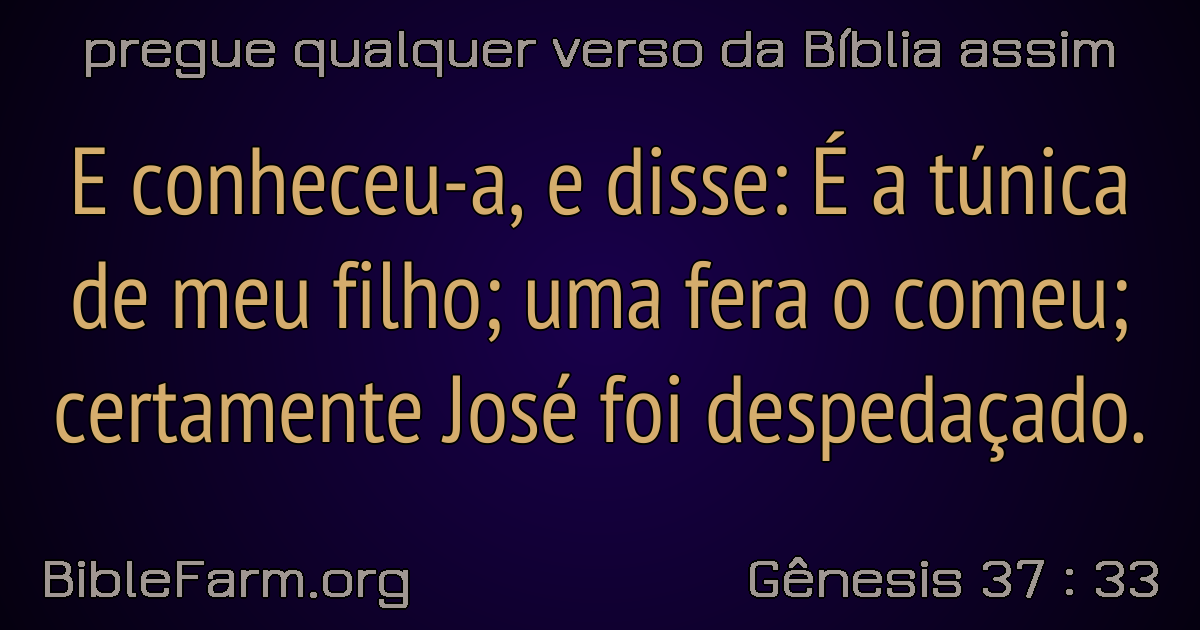 pregue qualquer verso da Bíblia assim
E conheceu-a, e disse: É a túnica
de meu filho; uma fera o comeu;
certamente José foi despedaçado.
BibleFarm.org
Gênesis 37 : 33